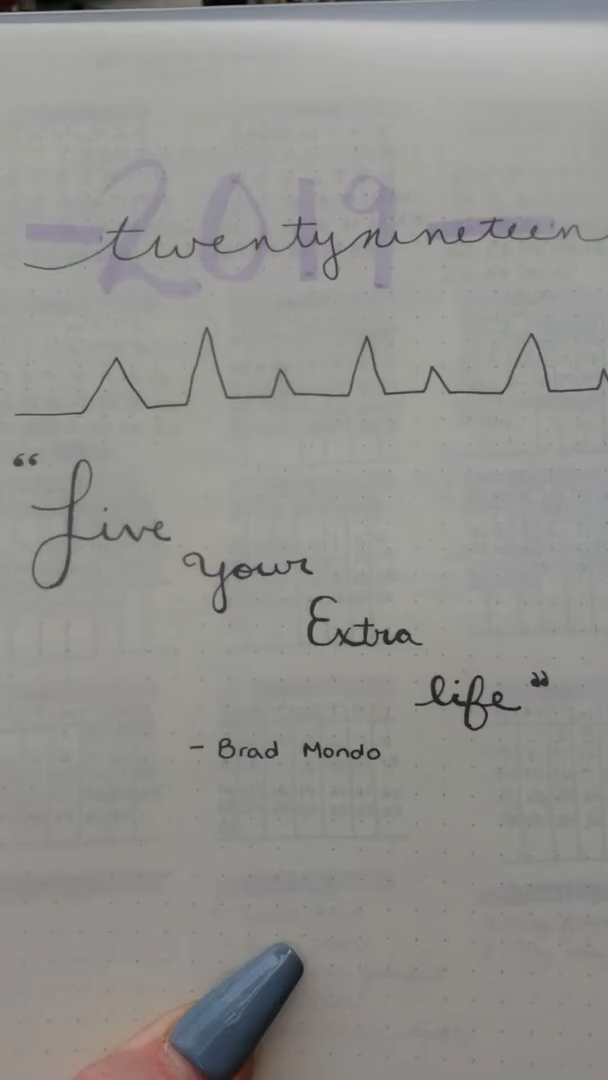 -2019-
twentynineteen
"Live
your
Extra
life"
- Brad Mondo